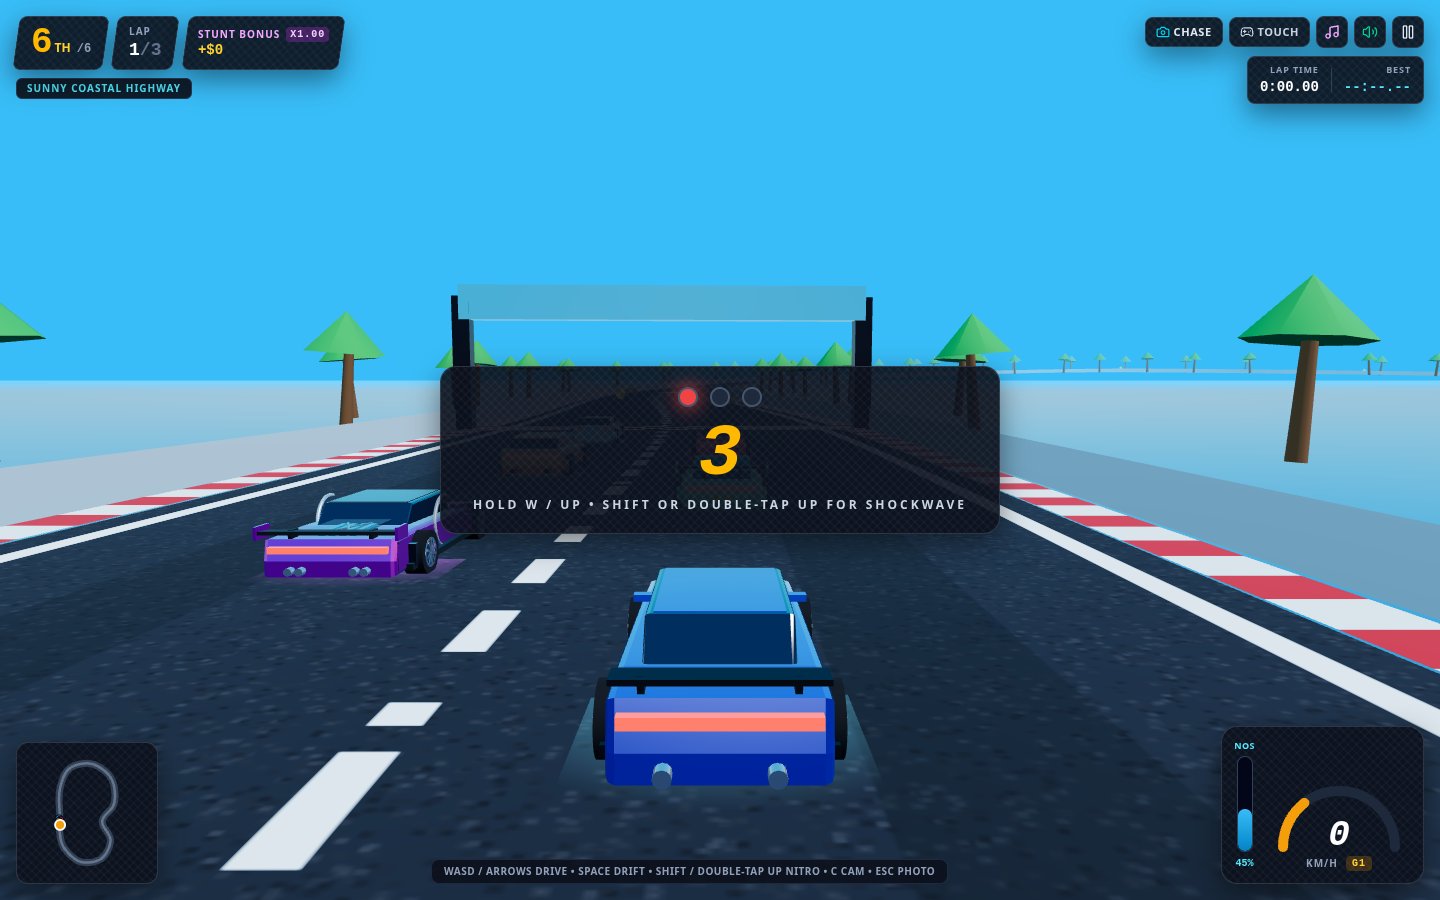 6TH /6
LAP
1/3
STUNT BONUS X1.00
+$0
SUNNY COASTAL HIGHWAY
CHASE
TOUCH
LAP TIME
0:00.00
BEST
--:--.--
3
HOLD W / UP • SHIFT OR DOUBLE-TAP UP FOR SHOCKWAVE
NOS
45%
0
KM/H G1
WASD / ARROWS DRIVE • SPACE DRIFT • SHIFT / DOUBLE-TAP UP NITRO • C CAM • ESC PHOTO